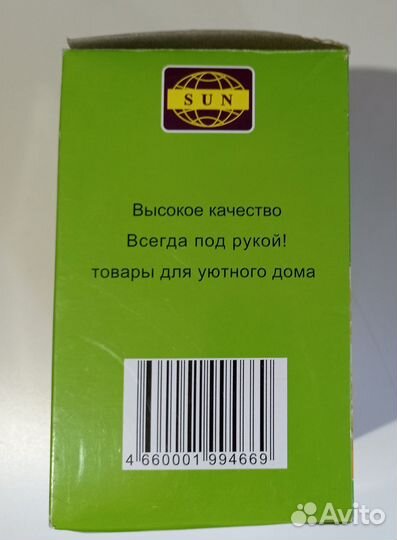 SUN
Высокое качество
Всегда под рукой!
товары для уютного дома
4 660001 994669
Avito